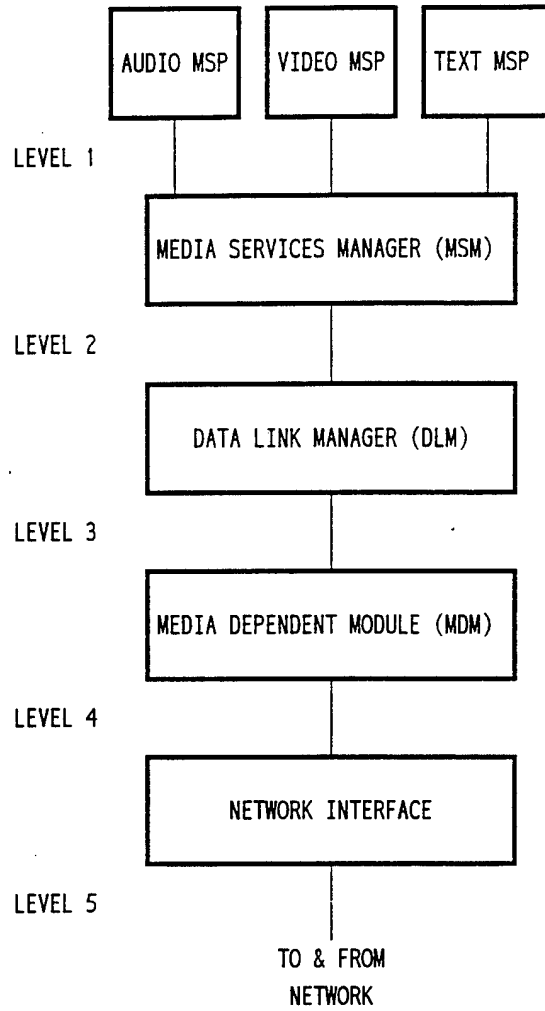 AUDIO MSP
VIDEO MSP
TEXT MSP
LEVEL 1
MEDIA SERVICES MANAGER (MSM)
LEVEL 2
DATA LINK MANAGER (DLM)
LEVEL 3
MEDIA DEPENDENT MODULE (MDM)
LEVEL 4
NETWORK INTERFACE
LEVEL 5
TO & FROM
NETWORK